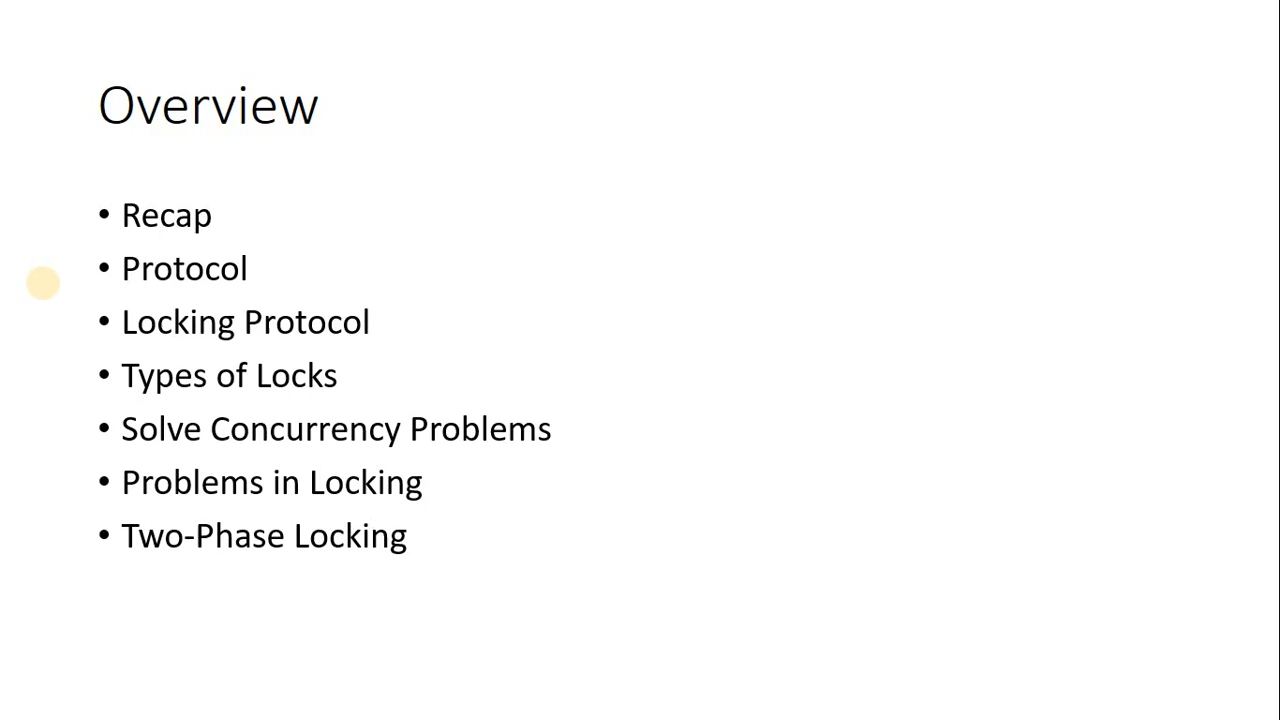 Overview
• Recap
• Protocol
• Locking Protocol
• Types of Locks
• Solve Concurrency Problems
• Problems in Locking
• Two-Phase Locking